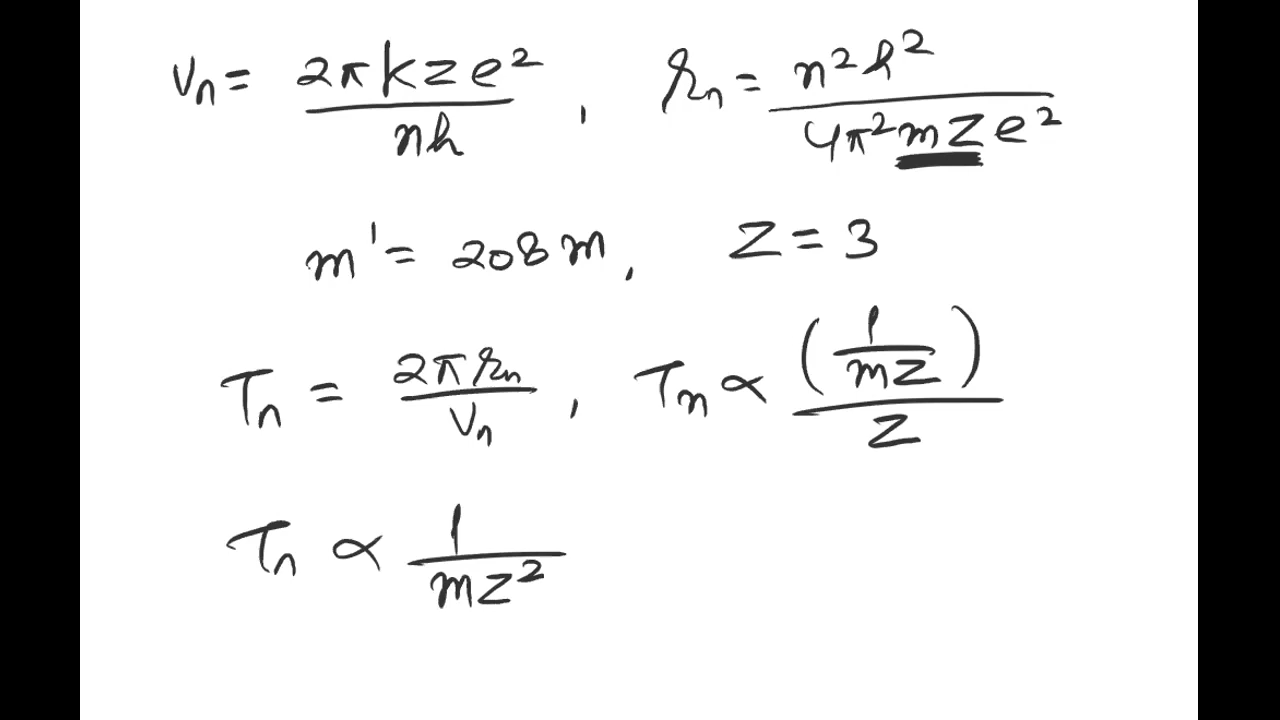 vₙ = 2πkze² / nh , rₙ = n²h² / 4π²mZe²
m' = 208m, Z = 3
Tₙ = 2πrₙ / vₙ , Tₙ ∝ (1/mz) / z
Tₙ ∝ 1 / mz²